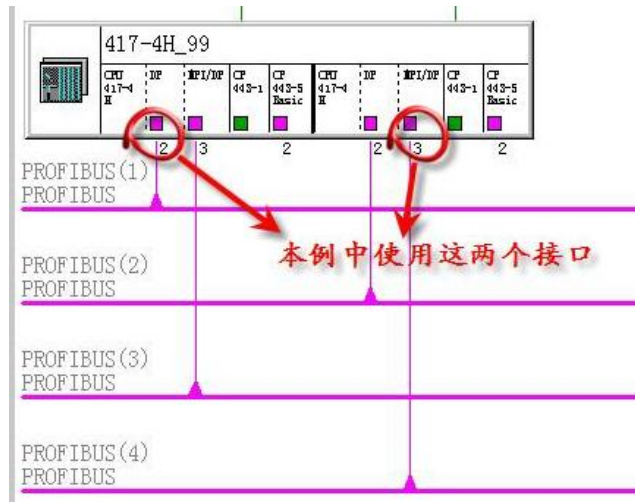 417-4H_99
CPU 417-4 H
DP
MPI/DP
CP 443-1
CP 443-5 Basic
CPU 417-4 H
DP
MPI/DP
CP 443-1
CP 443-5 Basic
2 3 2 2 3 2
PROFIBUS(1)
PROFIBUS
本例中使用这两个接口
PROFIBUS(2)
PROFIBUS
PROFIBUS(3)
PROFIBUS
PROFIBUS(4)
PROFIBUS